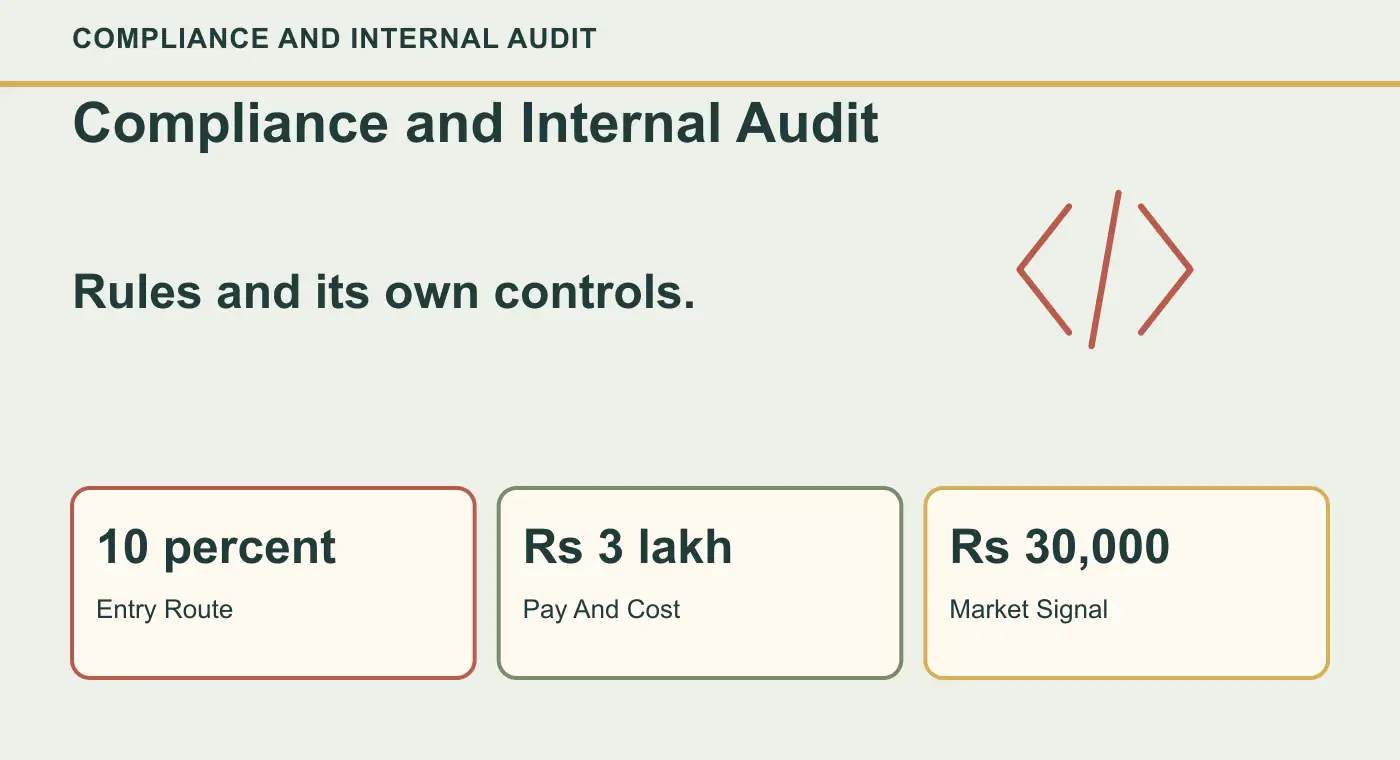 COMPLIANCE AND INTERNAL AUDIT
Compliance and Internal Audit
Rules and its own controls.
10 percent
Entry Route
Rs 3 lakh
Pay And Cost
Rs 30,000
Market Signal